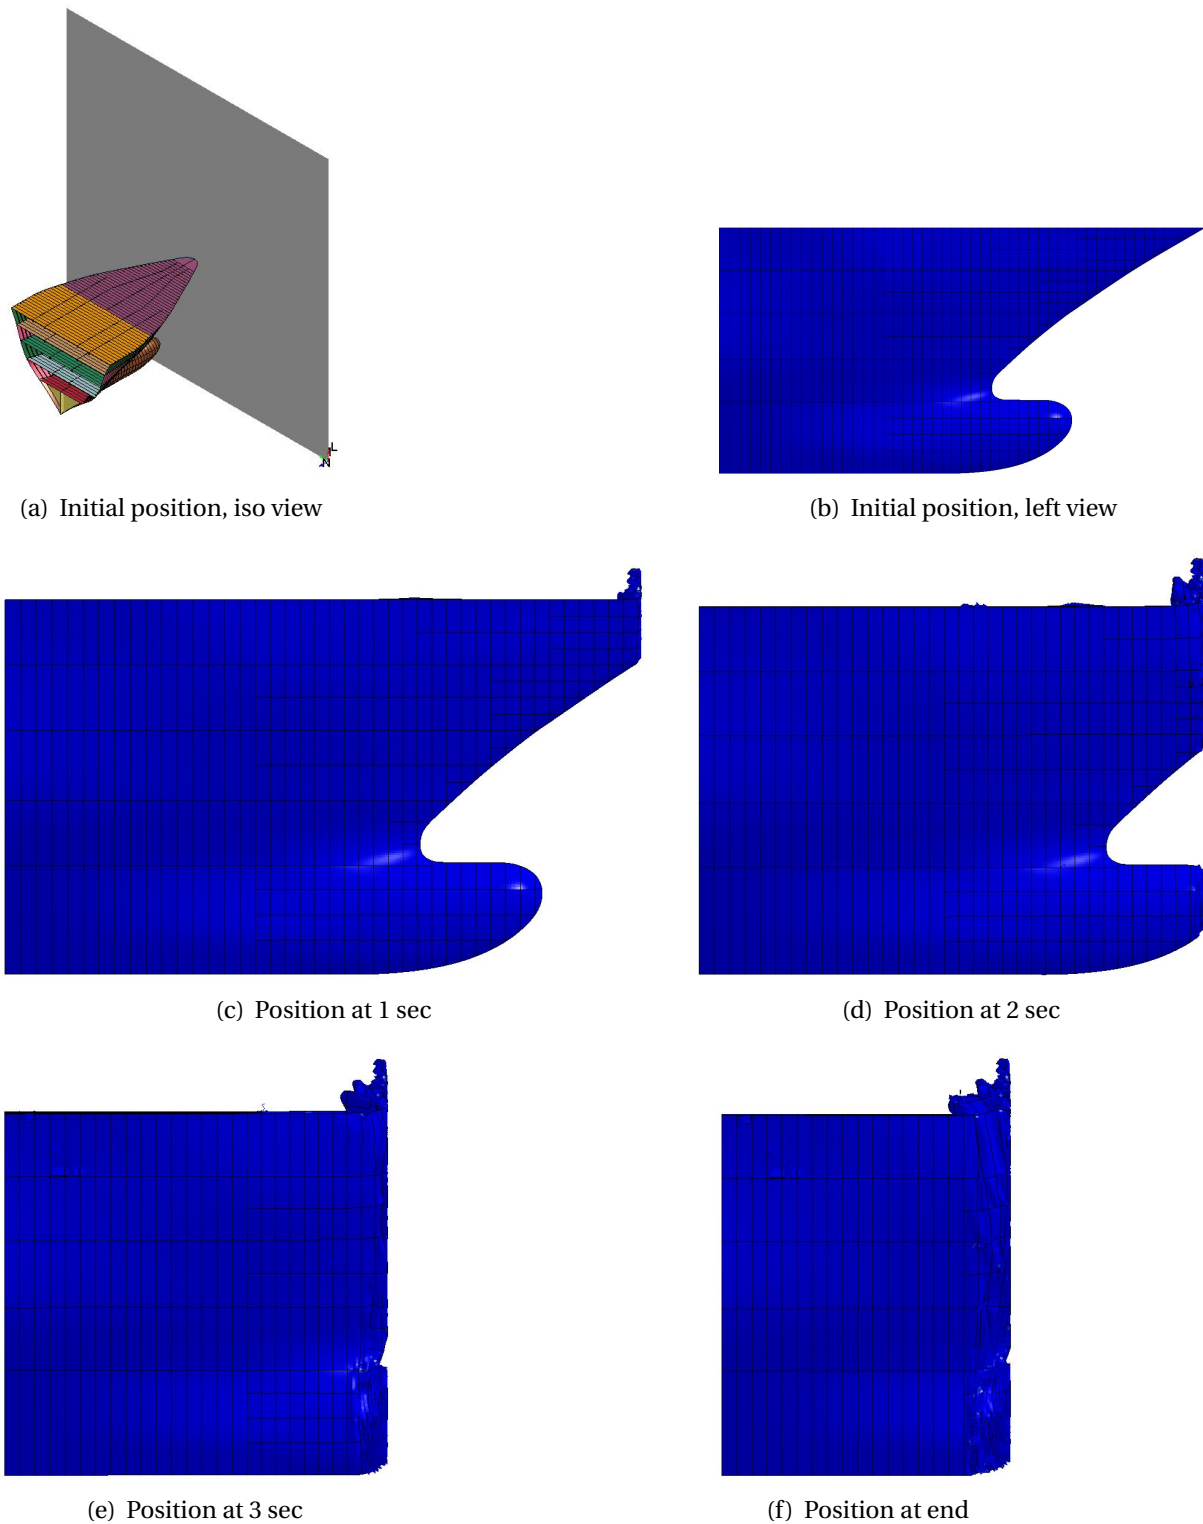 L
N
(a) Initial position, iso view
(b) Initial position, left view
(c) Position at 1 sec
(d) Position at 2 sec
(e) Position at 3 sec
(f) Position at end